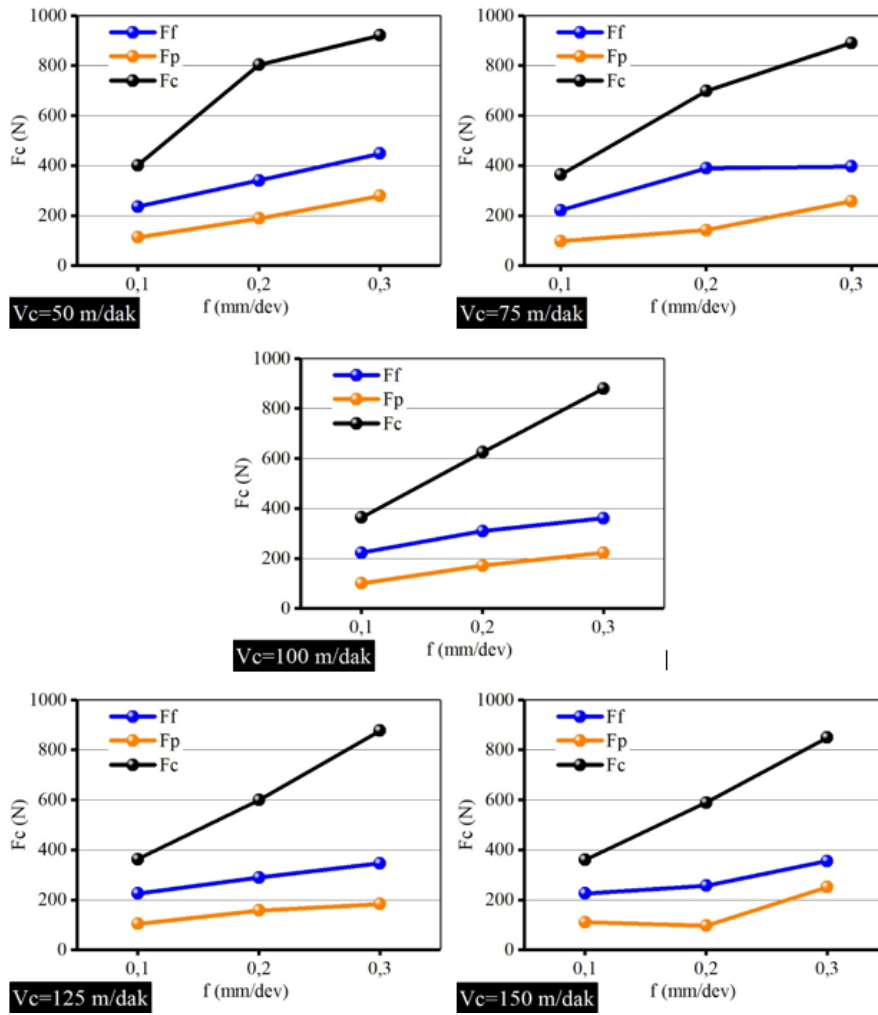 1000
800
600
400
200
0
Fc (N)
Ff
Fp
Fc
0,1
0,2
0,3
f (mm/dev)
Vc=50 m/dak
1000
800
600
400
200
0
Fc (N)
Ff
Fp
Fc
0,1
0,2
0,3
f (mm/dev)
Vc=75 m/dak
1000
800
600
400
200
0
Fc (N)
Ff
Fp
Fc
0,1
0,2
0,3
f (mm/dev)
Vc=100 m/dak
1000
800
600
400
200
0
Fc (N)
Ff
Fp
Fc
0,1
0,2
0,3
f (mm/dev)
Vc=125 m/dak
1000
800
600
400
200
0
Fc (N)
Ff
Fp
Fc
0,1
0,2
0,3
f (mm/dev)
Vc=150 m/dak